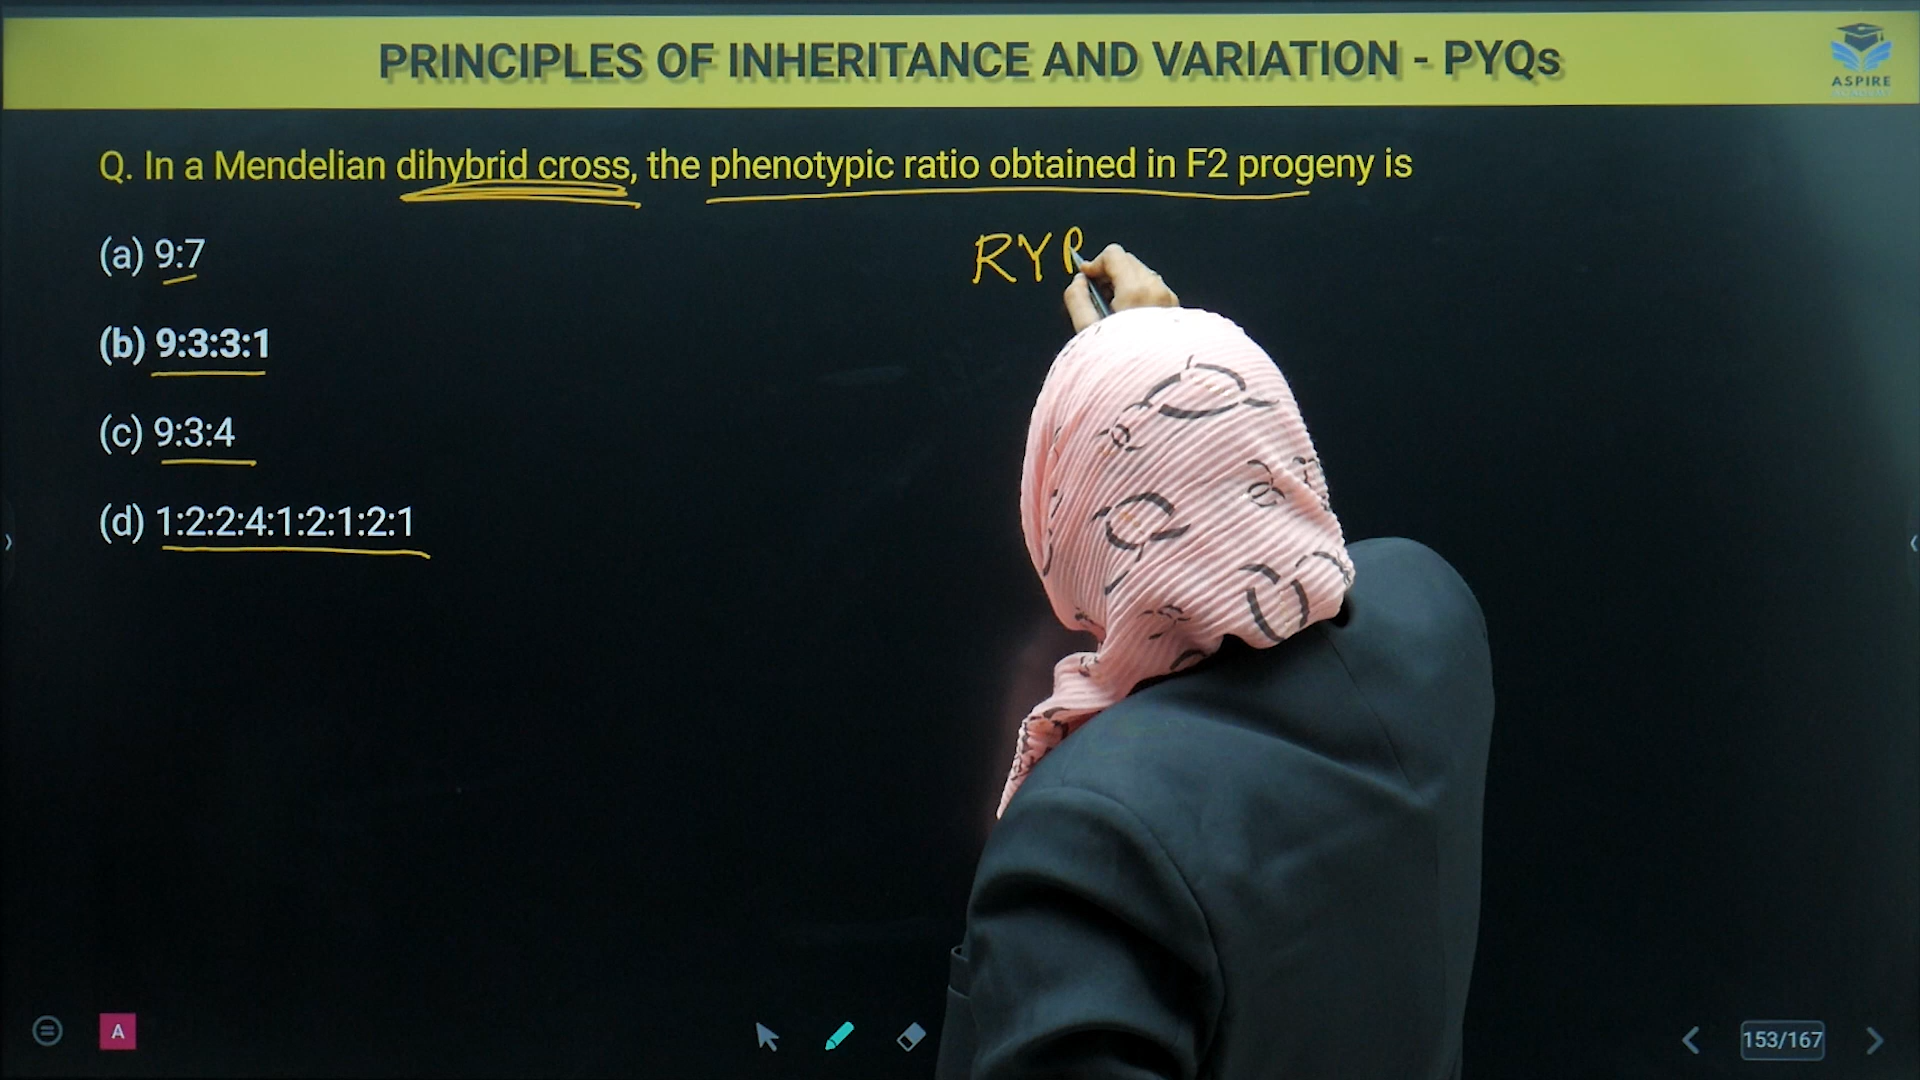 PRINCIPLES OF INHERITANCE AND VARIATION - PYQs
ASPIRE
ACADEMY
Q. In a Mendelian dihybrid cross, the phenotypic ratio obtained in F2 progeny is
(a) 9:7
RYR
(b) 9:3:3:1
(c) 9:3:4
(d) 1:2:2:4:1:2:1:2:1
A
153/167